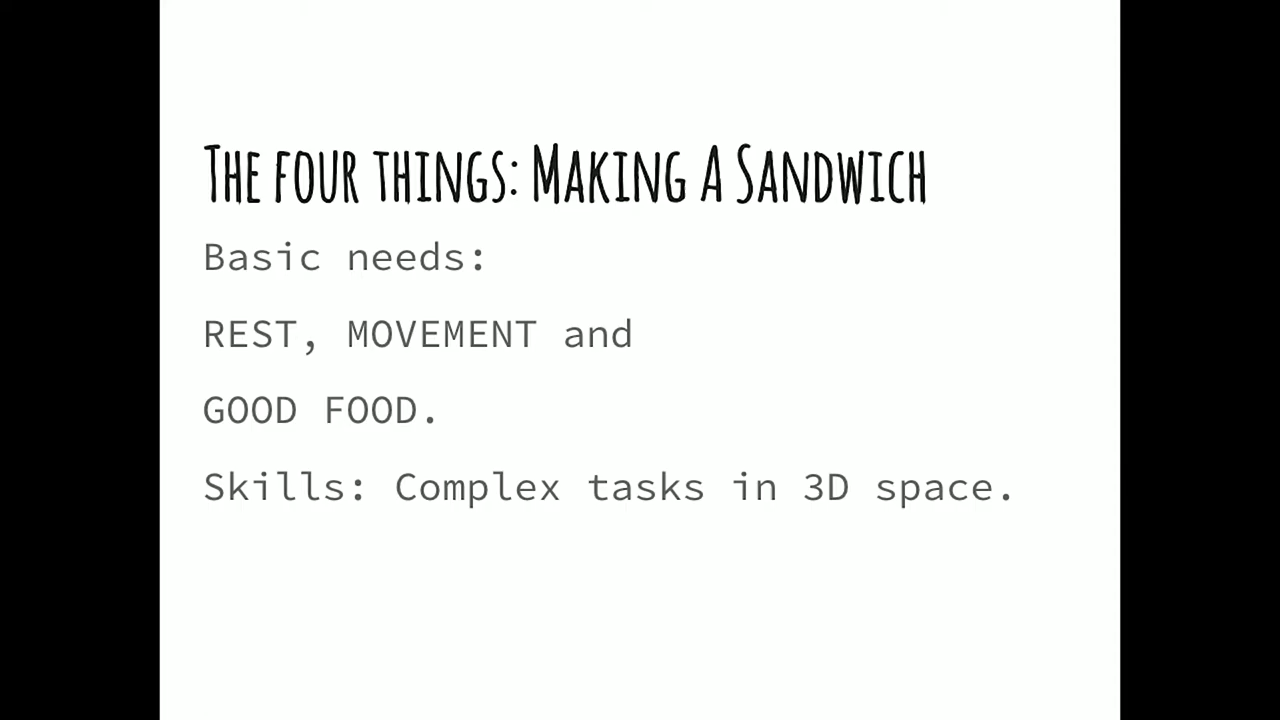 The four things: Making A Sandwich
Basic needs:
REST, MOVEMENT and
GOOD FOOD.
Skills: Complex tasks in 3D space.